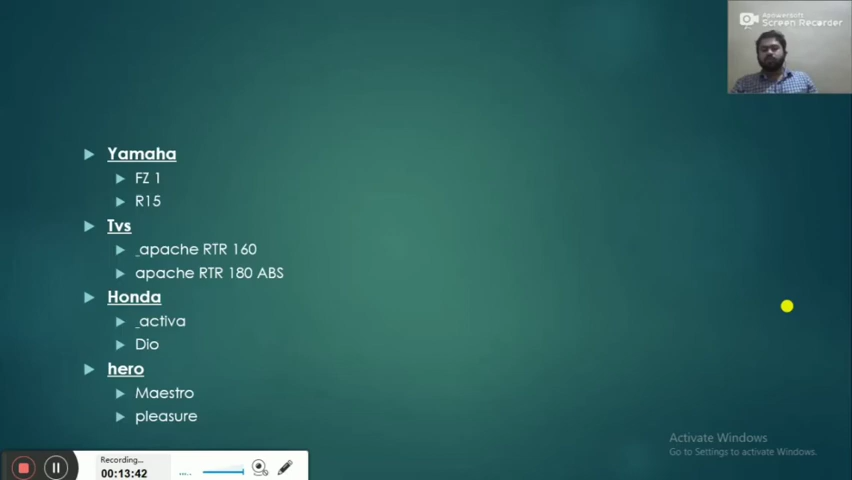 Apowersoft
Screen Recorder
Yamaha
FZ 1
R15
Tvs
_apache RTR 160
apache RTR 180 ABS
Honda
_activa
Dio
hero
Maestro
pleasure
Activate Windows
Go to Settings to activate Windows.
Recording...
00:13:42